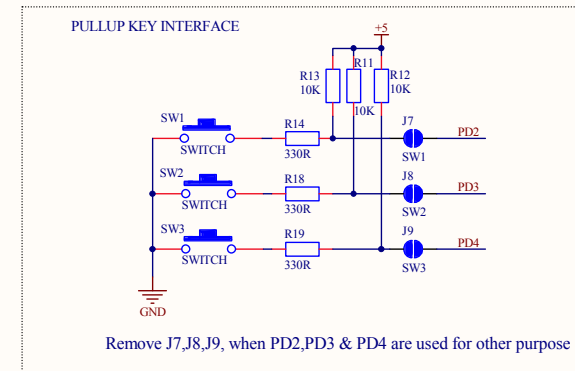 PULLUP KEY INTERFACE
+5
R13
10K
R11
10K
R12
10K
SW1
SWITCH
R14
330R
J7
SW1
PD2
SW2
SWITCH
R18
330R
J8
SW2
PD3
SW3
SWITCH
R19
330R
J9
SW3
PD4
GND
Remove J7,J8,J9, when PD2,PD3 & PD4 are used for other purpose